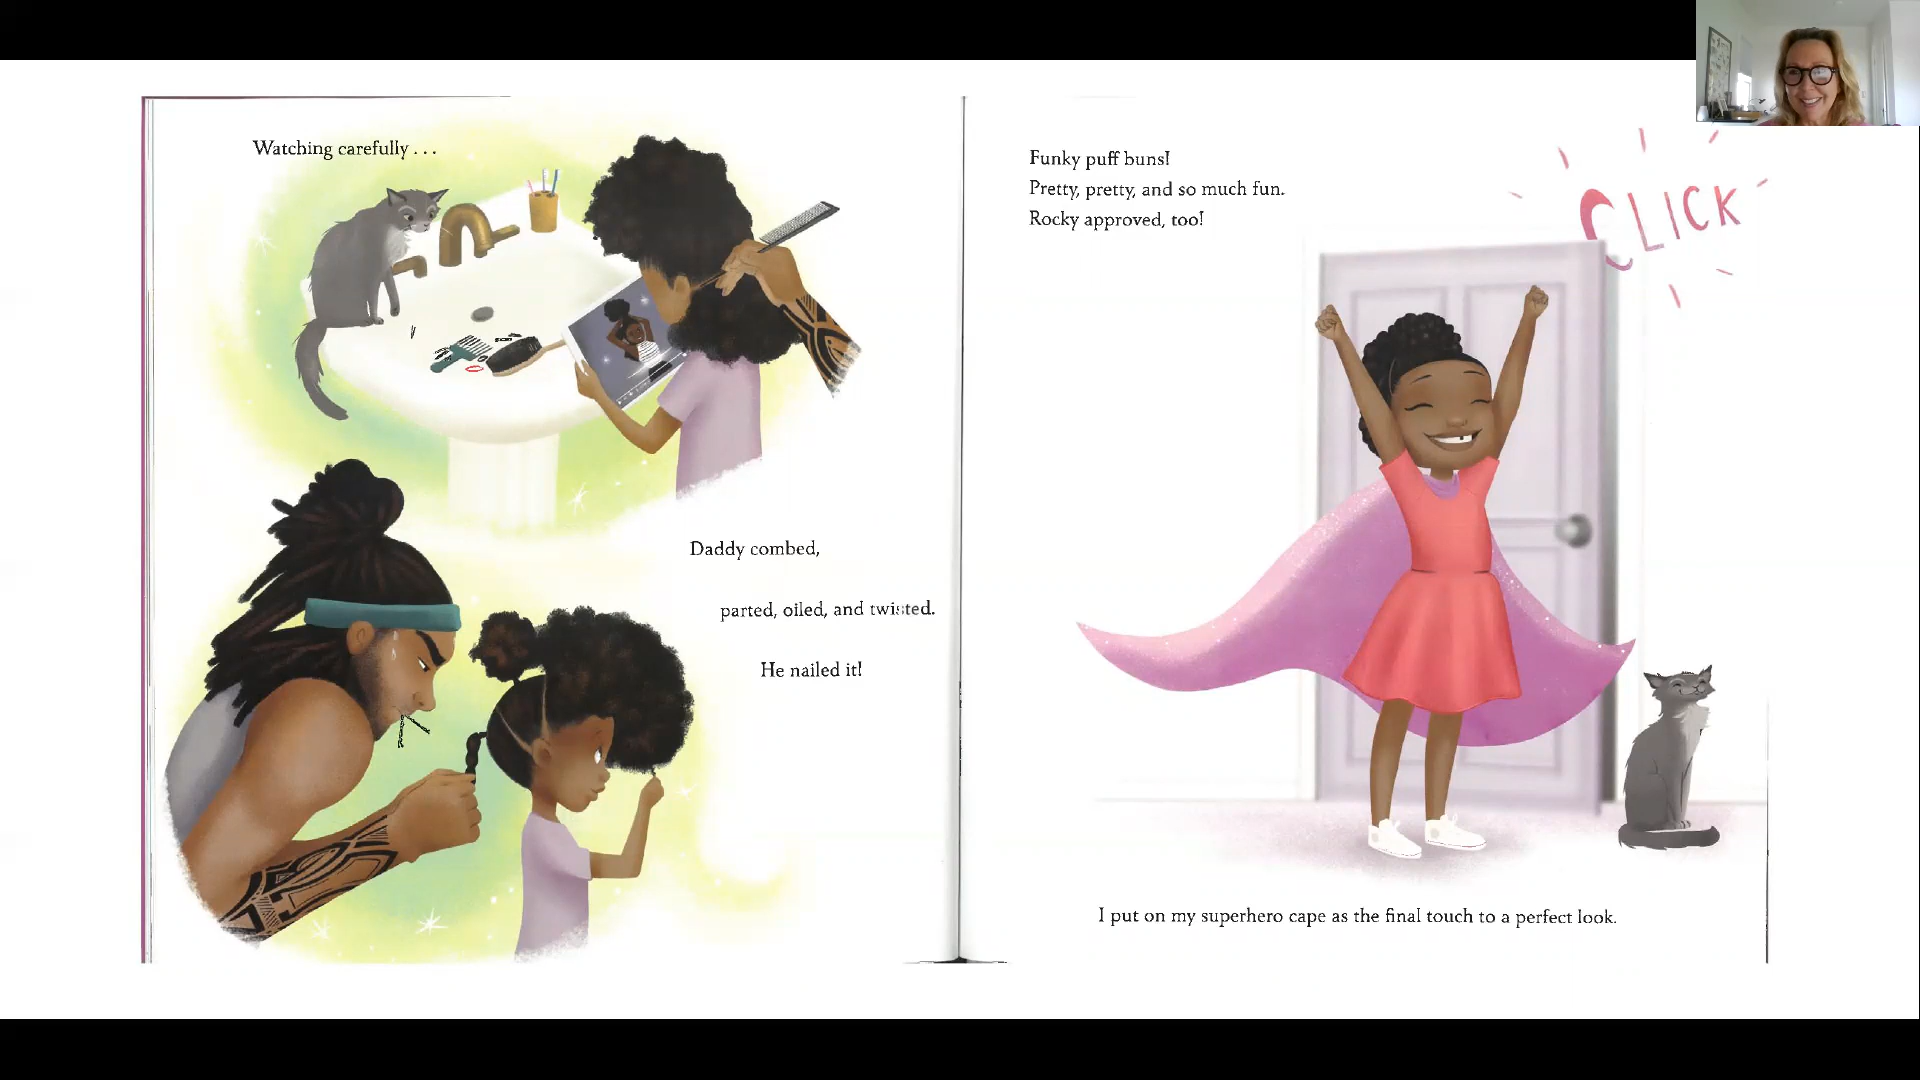 Watching carefully . . .
Daddy combed,
parted, oiled, and twisted.
He nailed it!
Funky puff buns!
Pretty, pretty, and so much fun.
Rocky approved, too!
CLICK
I put on my superhero cape as the final touch to a perfect look.